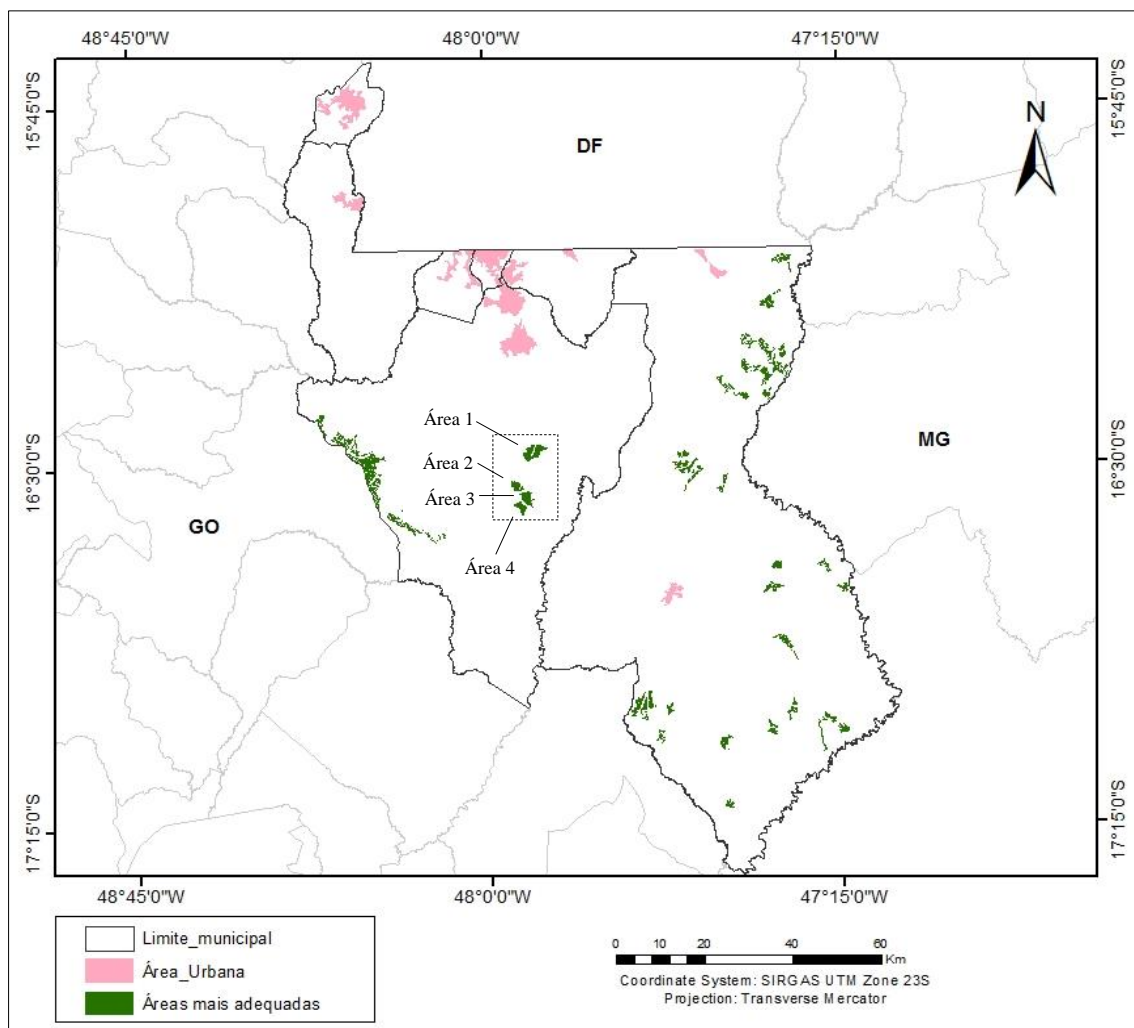 48°45'0"W 48°0'0"W 47°15'0"W
15°45'0"S 15°45'0"S
N
DF
Área 1
Área 2
Área 3
Área 4
16°30'0"S 16°30'0"S
MG
GO
17°15'0"S 17°15'0"S
48°45'0"W 48°0'0"W 47°15'0"W
Limite_municipal
Área_Urbana
Áreas mais adequadas
0 10 20 40 60
Km
Coordinate System: SIRGAS UTM Zone 23S
Projection: Transverse Mercator